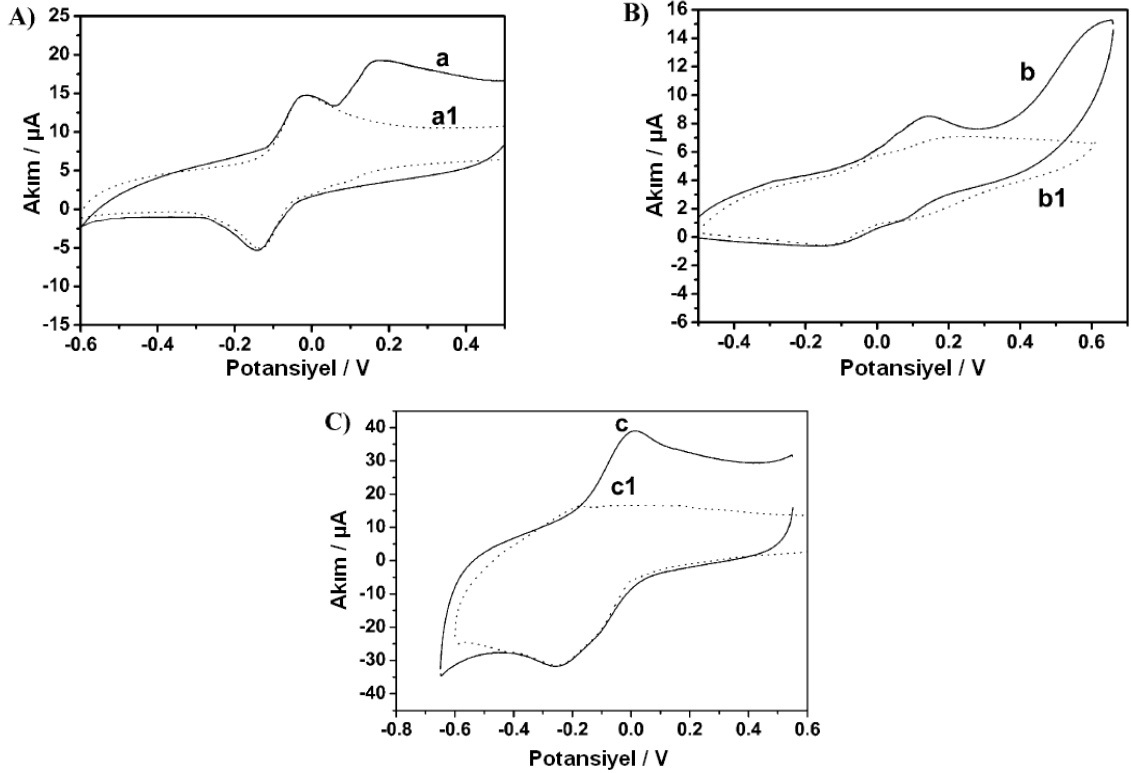 A)
Akım / µA
25
20
15
10
5
0
-5
-10
-15
a
a1
-0.6 -0.4 -0.2 0.0 0.2 0.4
Potansiyel / V
B)
Akım / µA
16
14
12
10
8
6
4
2
0
-2
-4
-6
b
b1
-0.4 -0.2 0.0 0.2 0.4 0.6
Potansiyel / V
C)
Akım / µA
40
30
20
10
0
-10
-20
-30
-40
c
c1
-0.8 -0.6 -0.4 -0.2 0.0 0.2 0.4 0.6
Potansiyel / V